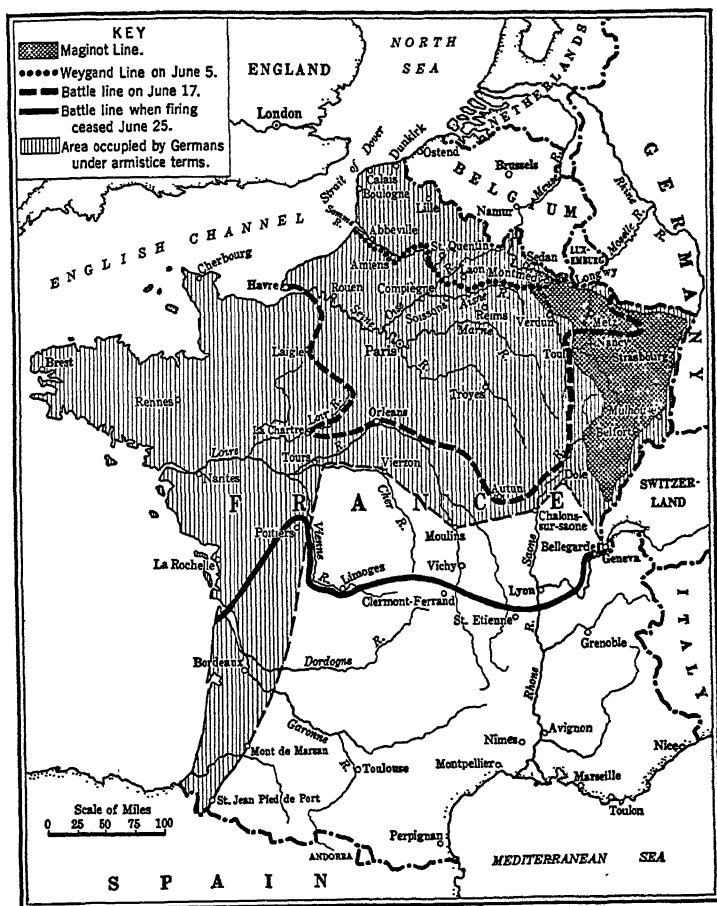 KEY
Maginot Line.
Weygand Line on June 5.
Battle line on June 17.
Battle line when firing
ceased June 25.
Area occupied by Germans
under armistice terms.
NORTH
SEA
ENGLAND
London
NETHERLANDS
Strait of Dover
Dunkirk
Ostend
Calais
Boulogne
Brussels
BELGIUM
Lille
Namur
Meuse R.
Rhine R.
GERMANY
Moselle R.
LUX-
EMBURG
ENGLISH CHANNEL
Somme R.
Abbeville
Cherbourg
Amiens
St. Quentin
Sedan
Laon
Montmedy
Longwy
Havre
Rouen
Compiegne
Oise R.
Soissons
Aisne R.
Reims
Verdun
Metz
Seine R.
Marne R.
Nancy
Laigle
Paris
Toul
Strasbourg
Brest
Troyes
Rennes
Loir R.
La Chartre
Orleans
Mulhouse
Belfort
Loire R.
Tours
Nantes
Vierzon
Dole
SWITZER-
LAND
Autun
FRANCE
Cher R.
Chalons-
sur-saone
Poitiers
Vienne R.
Moulins
Saone R.
Bellegarde
Geneva
La Rochelle
Limoges
Vichy
Lyon
Clermont-Ferrand
St. Etienne
ITALY
Grenoble
Bordeaux
Dordogne R.
Rhone R.
Garonne R.
Avignon
Mont de Marsan
Nîmes
Nice
Toulouse
Montpellier
Marseille
Scale of Miles
0 25 50 75 100
St. Jean Pied de Port
Toulon
Perpignan
ANDORRA
MEDITERRANEAN SEA
SPAIN